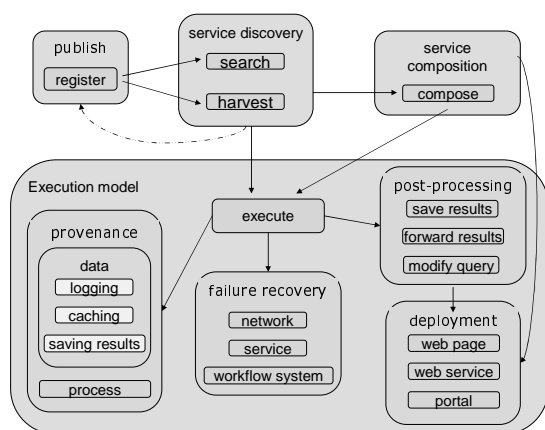 publish
register
service discovery
search
harvest
service
composition
compose
Execution model
execute
provenance
data
logging
caching
saving results
process
failure recovery
network
service
workflow system
post-processing
save results
forward results
modify query
deployment
web page
web service
portal